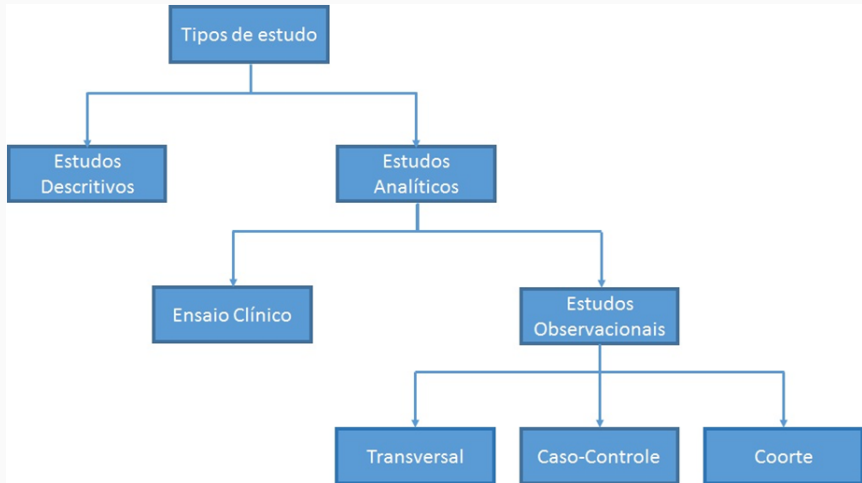 Tipos de estudo
Estudos
Descritivos
Estudos
Analíticos
Ensaio Clínico
Estudos
Observacionais
Transversal
Caso-Controle
Coorte